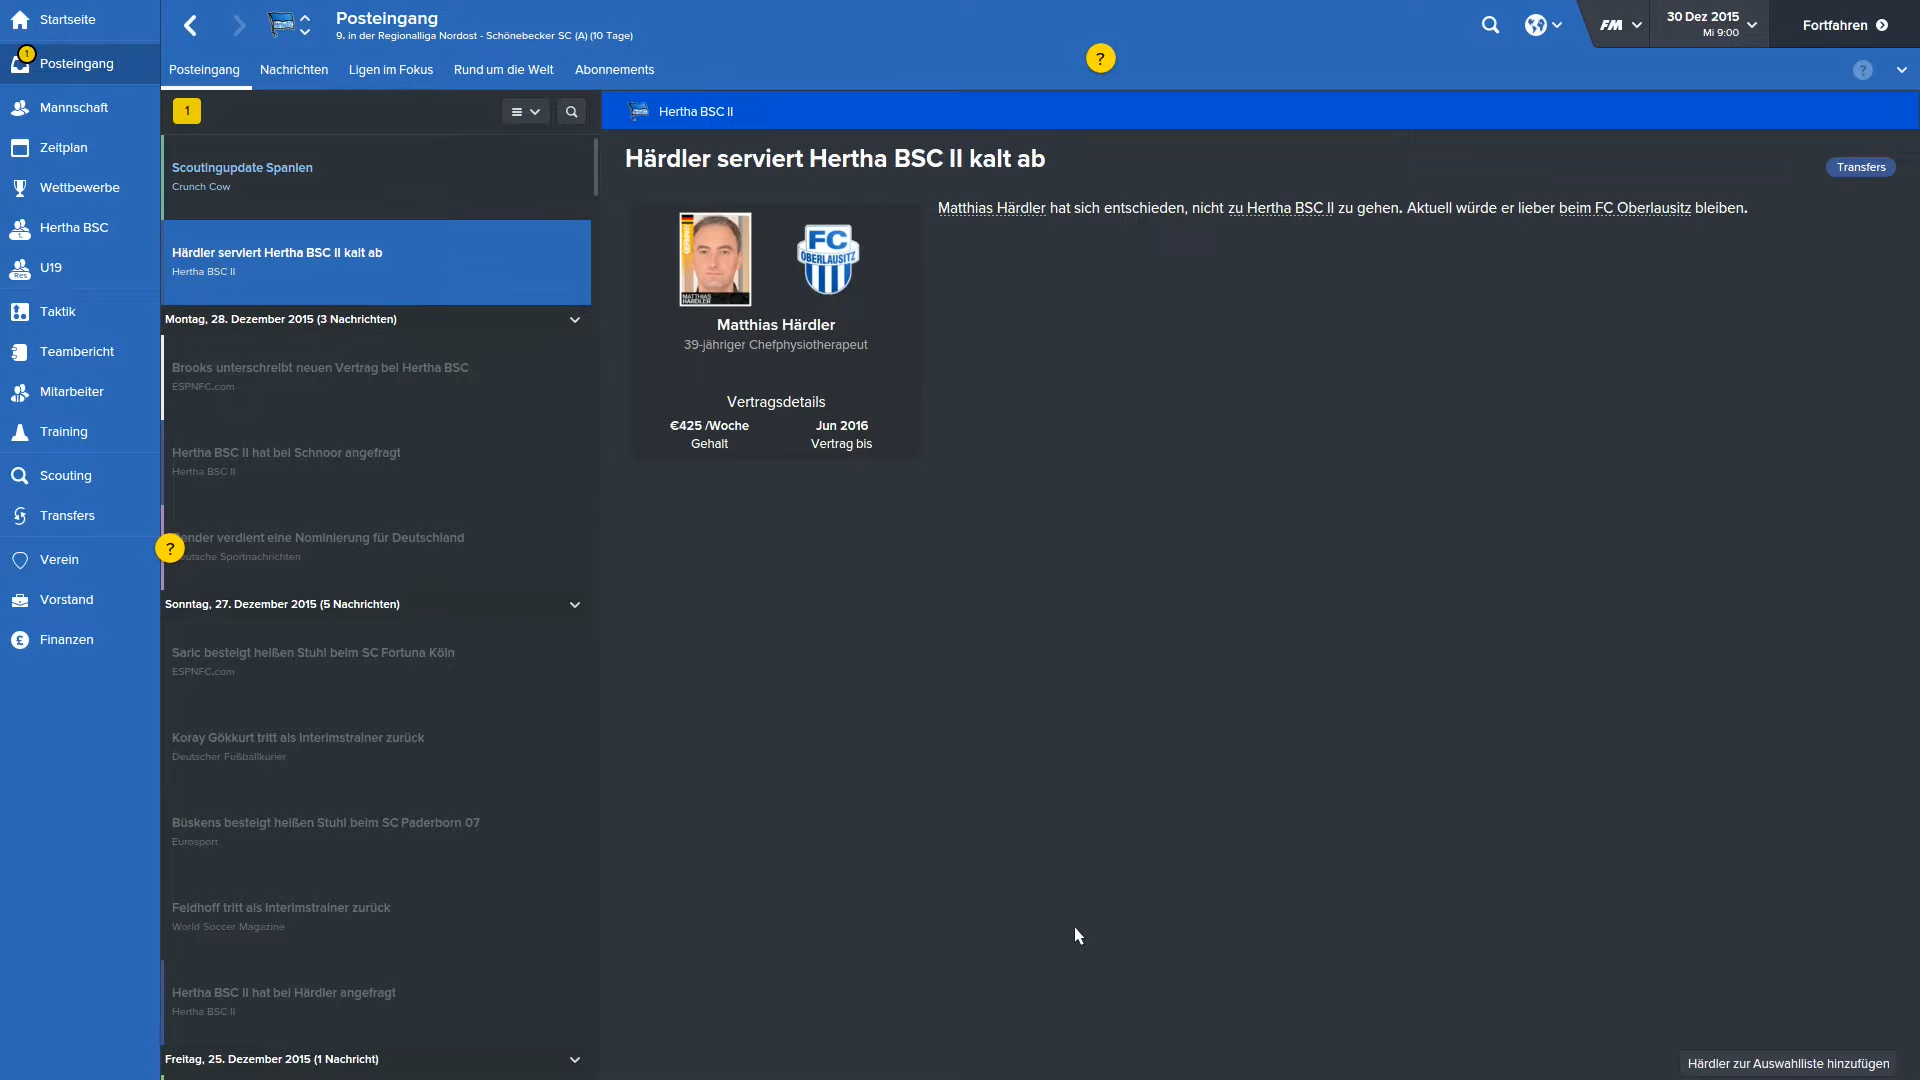 Startseite
1
Posteingang
Mannschaft
Zeitplan
Wettbewerbe
Hertha BSC
U19
Taktik
Teambericht
Mitarbeiter
Training
Scouting
Transfers
Verein
Vorstand
Finanzen
Posteingang
9. in der Regionalliga Nordost - Schönebecker SC (A) (10 Tage)
FM
30 Dez 2015
Mi 9:00
Fortfahren
Posteingang
Nachrichten
Ligen im Fokus
Rund um die Welt
Abonnements
?
?
1
Scoutingupdate Spanien
Crunch Cow
Härdler serviert Hertha BSC II kalt ab
Hertha BSC II
Montag, 28. Dezember 2015 (3 Nachrichten)
Brooks unterschreibt neuen Vertrag bei Hertha BSC
ESPNFC.com
Hertha BSC II hat bei Schnoor angefragt
Hertha BSC II
?
ender verdient eine Nominierung für Deutschland
eutsche Sportnachrichten
Sonntag, 27. Dezember 2015 (5 Nachrichten)
Saric besteigt heißen Stuhl beim SC Fortuna Köln
ESPNFC.com
Koray Gökkurt tritt als Interimstrainer zurück
Deutscher Fußballkurier
Büskens besteigt heißen Stuhl beim SC Paderborn 07
Eurosport
Feldhoff tritt als Interimstrainer zurück
World Soccer Magazine
Hertha BSC II hat bei Härdler angefragt
Hertha BSC II
Freitag, 25. Dezember 2015 (1 Nachricht)
Hertha BSC II
Härdler serviert Hertha BSC II kalt ab
Transfers
GERMANY
MATTHIAS
HÄRDLER
FC
OBERLAUSITZ
Matthias Härdler
39-jähriger Chefphysiotherapeut
Vertragsdetails
€425 /Woche
Gehalt
Jun 2016
Vertrag bis
Matthias Härdler hat sich entschieden, nicht zu Hertha BSC II zu gehen. Aktuell würde er lieber beim FC Oberlausitz bleiben.
Härdler zur Auswahlliste hinzufügen